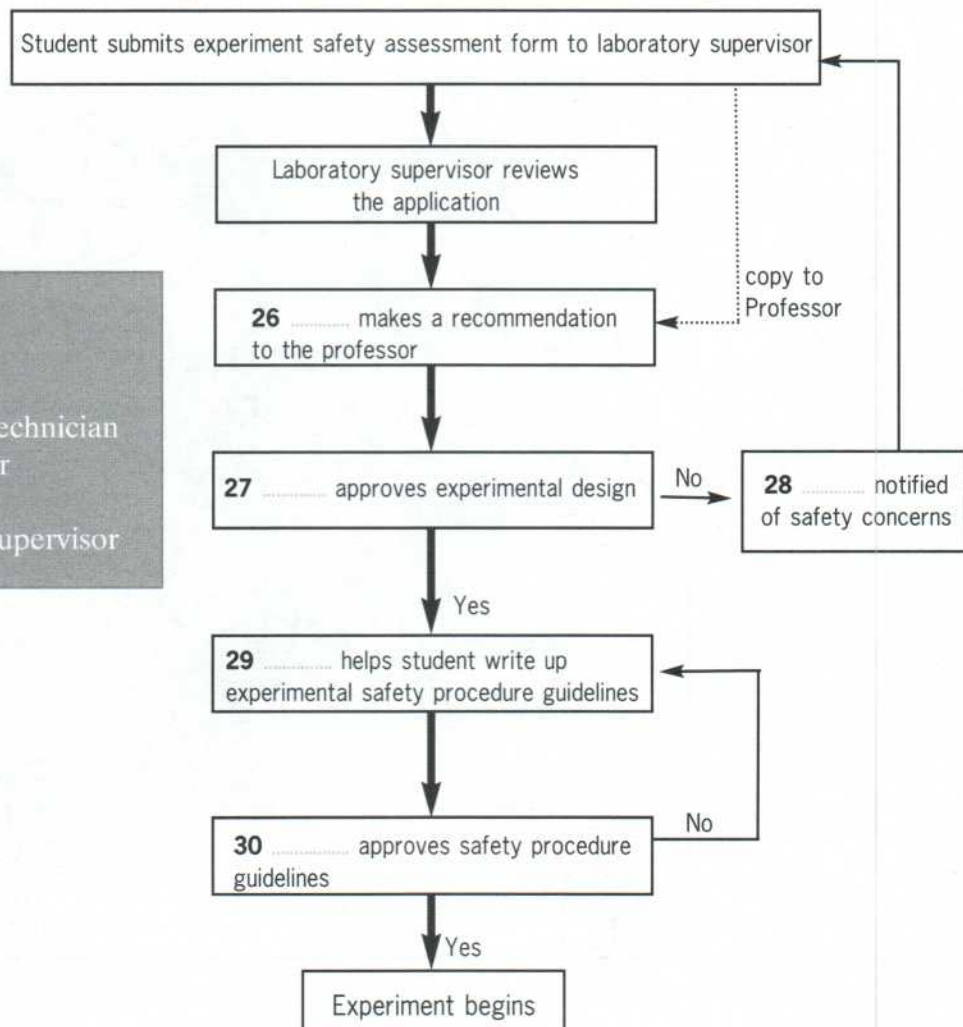 Student submits experiment safety assessment form to laboratory supervisor
Laboratory supervisor reviews
the application
copy to
Professor
26 ............ makes a recommendation
to the professor
27 ............ approves experimental design
No
28 ............ notified
of safety concerns
Yes
29 ............ helps student write up
experimental safety procedure guidelines
30 ............ approves safety procedure
guidelines
No
Yes
Experiment begins